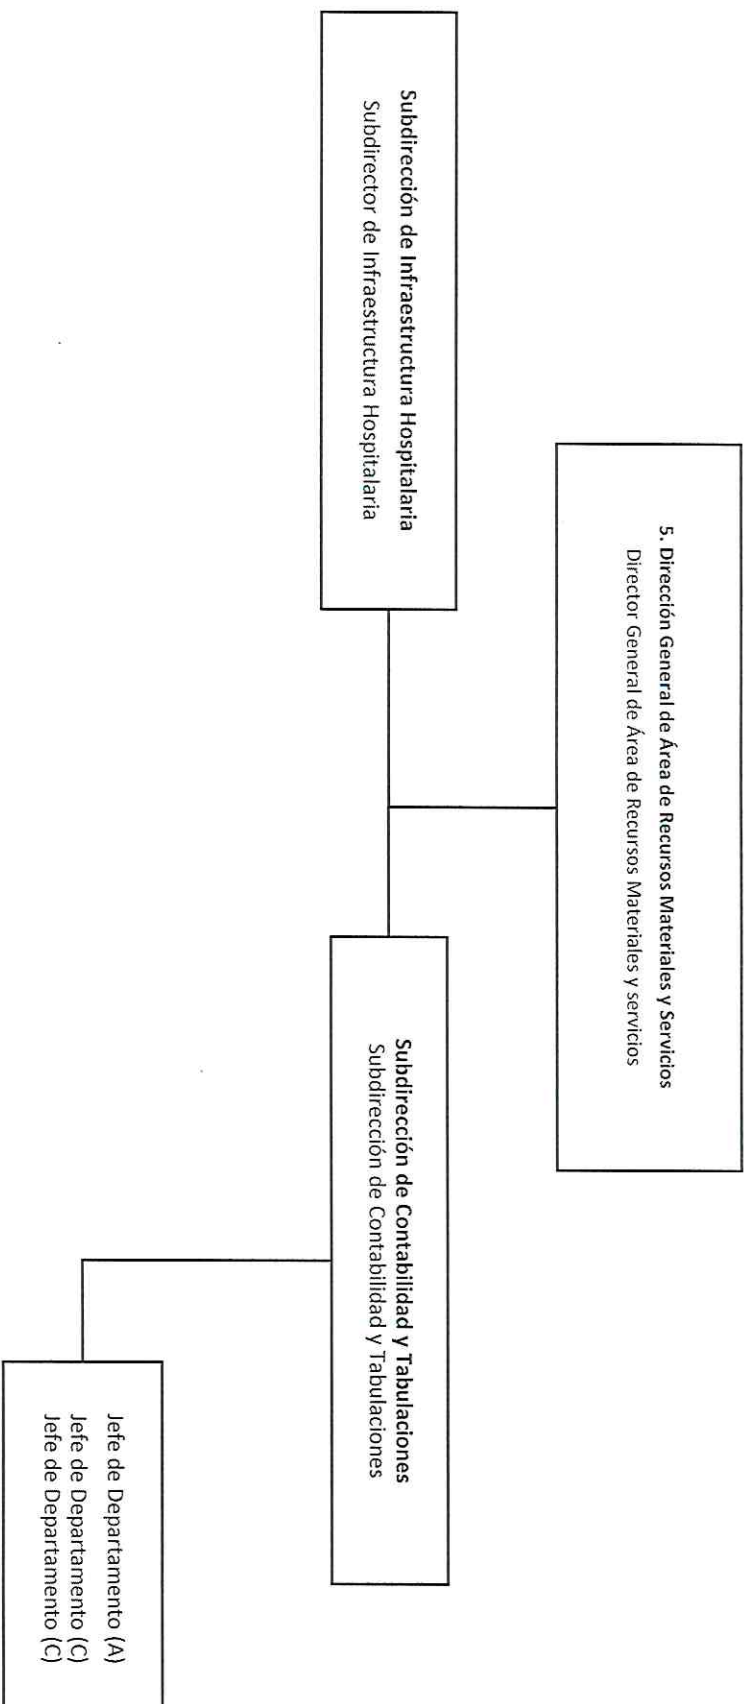 5. Dirección General de Área de Recursos Materiales y Servicios
Director General de Área de Recursos Materiales y servicios
Subdirección de Infraestructura Hospitalaria
Subdirector de Infraestructura Hospitalaria
Subdirección de Contabilidad y Tabulaciones
Subdirección de Contabilidad y Tabulaciones
Jefe de Departamento (A)
Jefe de Departamento (C)
Jefe de Departamento (C)